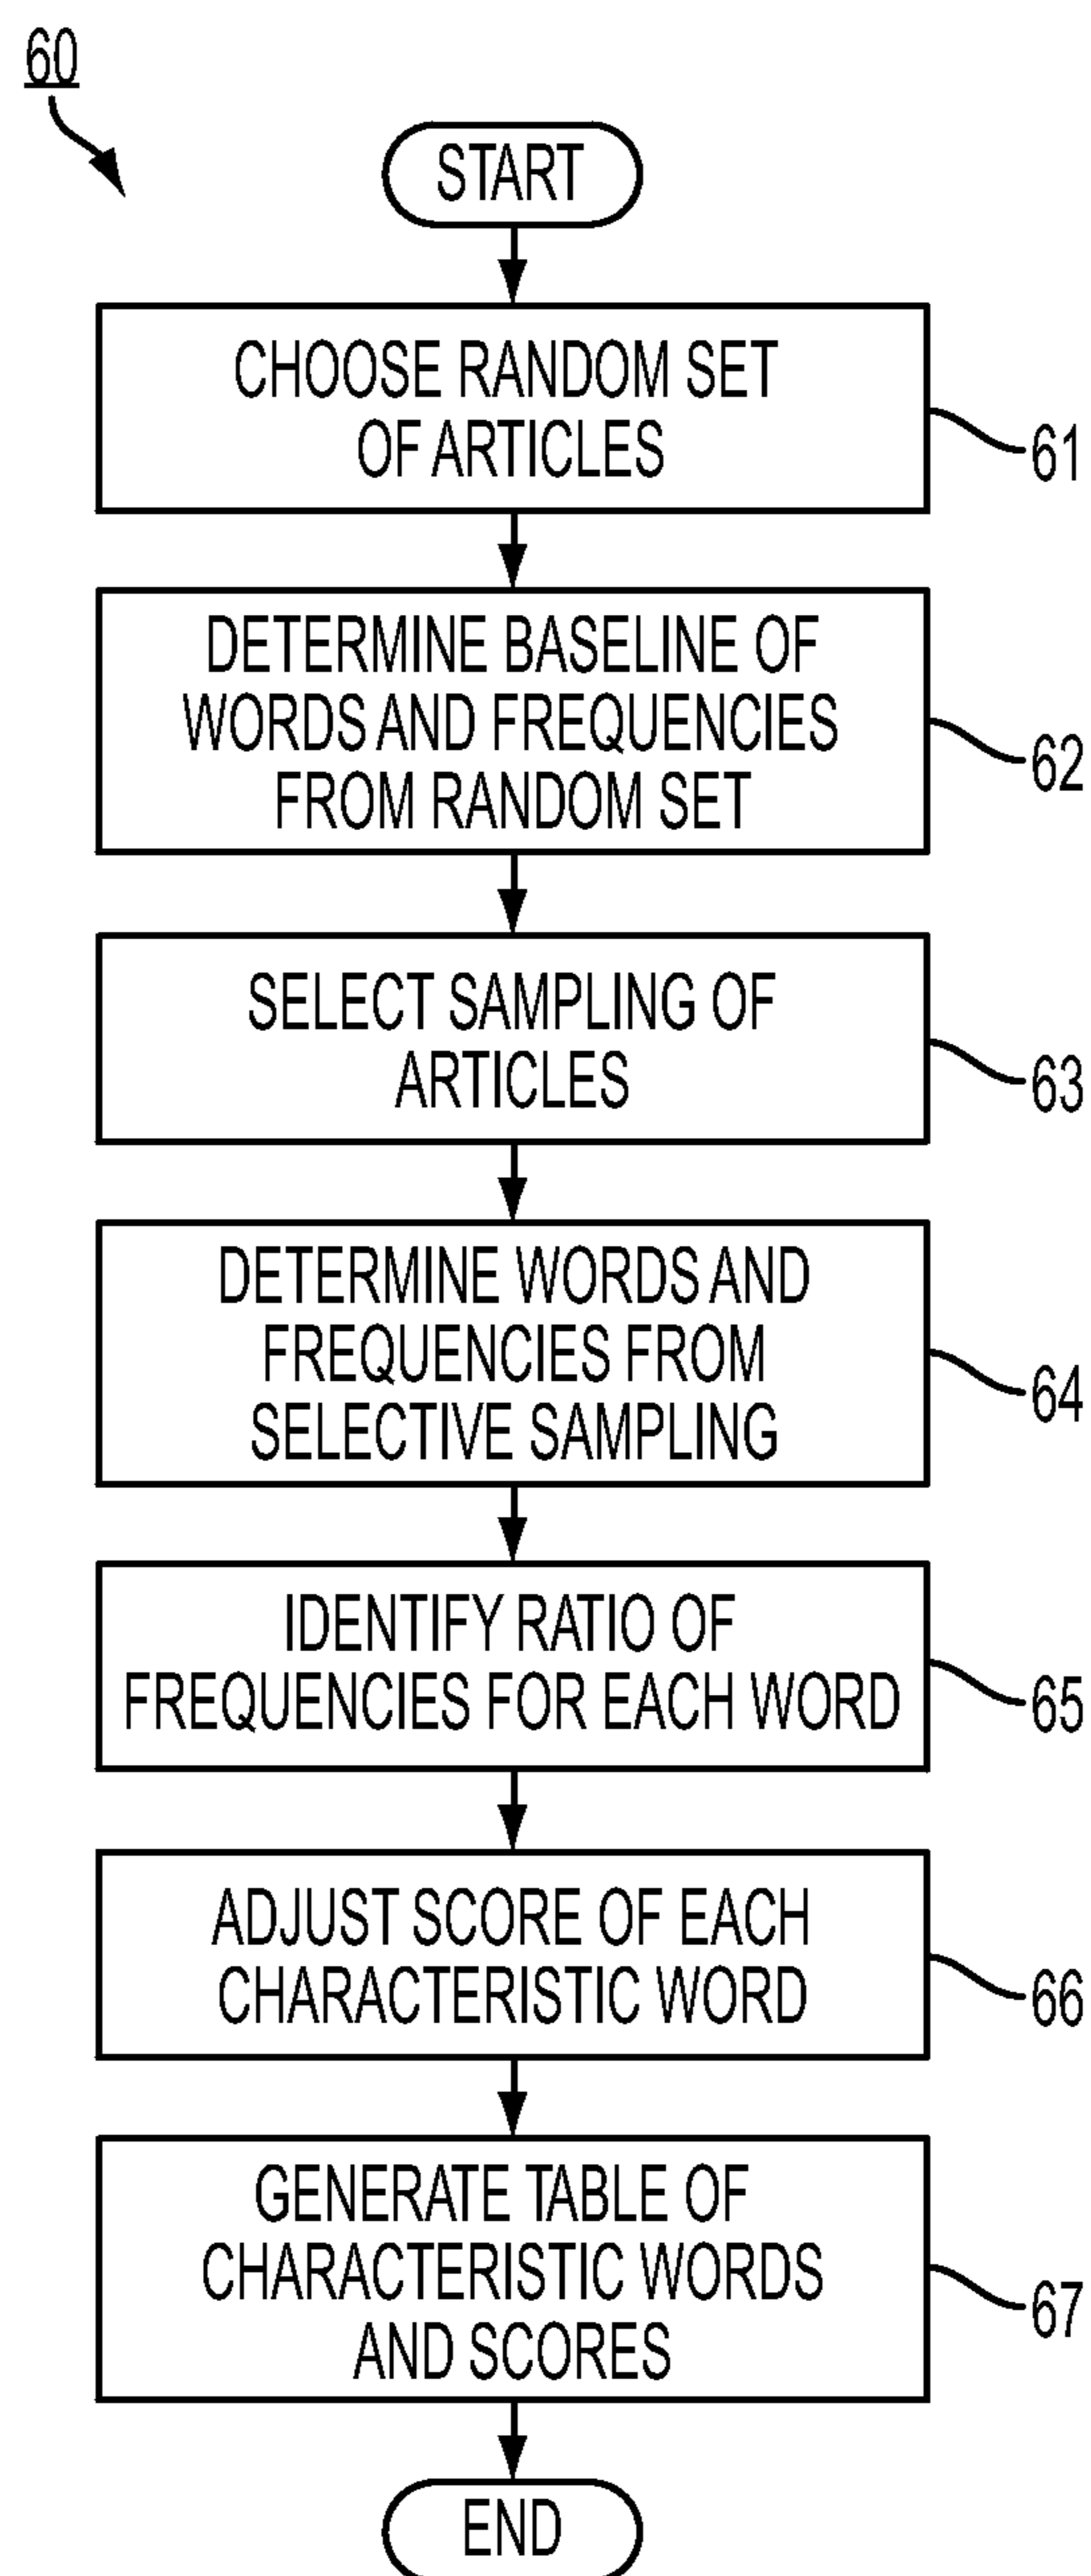 60
START
CHOOSE RANDOM SET
OF ARTICLES
61
DETERMINE BASELINE OF
WORDS AND FREQUENCIES
FROM RANDOM SET
62
SELECT SAMPLING OF
ARTICLES
63
DETERMINE WORDS AND
FREQUENCIES FROM
SELECTIVE SAMPLING
64
IDENTIFY RATIO OF
FREQUENCIES FOR EACH WORD
65
ADJUST SCORE OF EACH
CHARACTERISTIC WORD
66
GENERATE TABLE OF
CHARACTERISTIC WORDS
AND SCORES
67
END